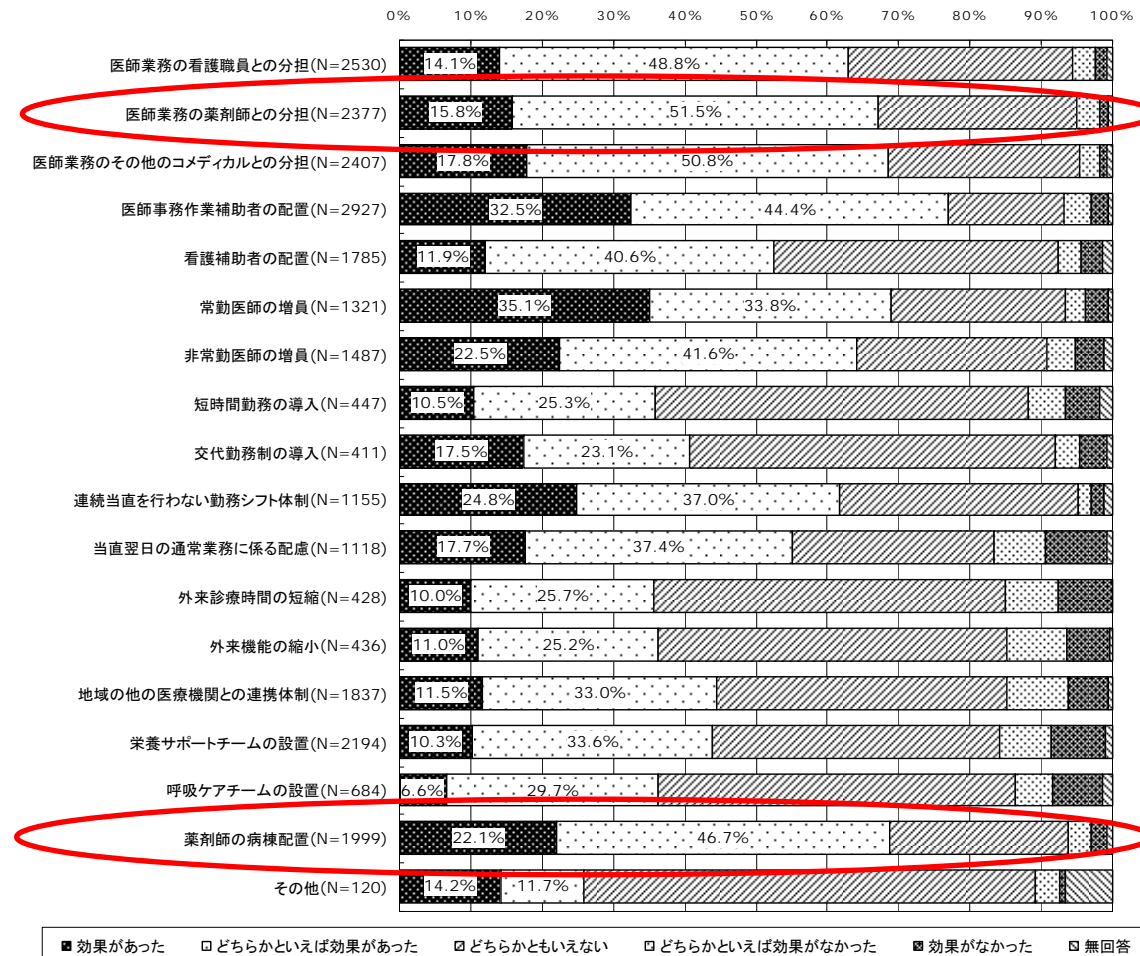 0% 10% 20% 30% 40% 50% 60% 70% 80% 90% 100%
医師業務の看護職員との分担(N=2530) 14.1% 48.8%
医師業務の薬剤師との分担(N=2377) 15.8% 51.5%
医師業務のその他のコメディカルとの分担(N=2407) 17.8% 50.8%
医師事務作業補助者の配置(N=2927) 32.5% 44.4%
看護補助者の配置(N=1785) 11.9% 40.6%
常勤医師の増員(N=1321) 35.1% 33.8%
非常勤医師の増員(N=1487) 22.5% 41.6%
短時間勤務の導入(N=447) 10.5% 25.3%
交代勤務制の導入(N=411) 17.5% 23.1%
連続当直を行わない勤務シフト体制(N=1155) 24.8% 37.0%
当直翌日の通常業務に係る配慮(N=1118) 17.7% 37.4%
外来診療時間の短縮(N=428) 10.0% 25.7%
外来機能の縮小(N=436) 11.0% 25.2%
地域の他の医療機関との連携体制(N=1837) 11.5% 33.0%
栄養サポートチームの設置(N=2194) 10.3% 33.6%
呼吸ケアチームの設置(N=684) 6.6% 29.7%
薬剤師の病棟配置(N=1999) 22.1% 46.7%
その他(N=120) 14.2% 11.7%
効果があった どちらかといえば効果があった どちらかともいえない どちらかといえば効果がなかった 効果がなかった 無回答